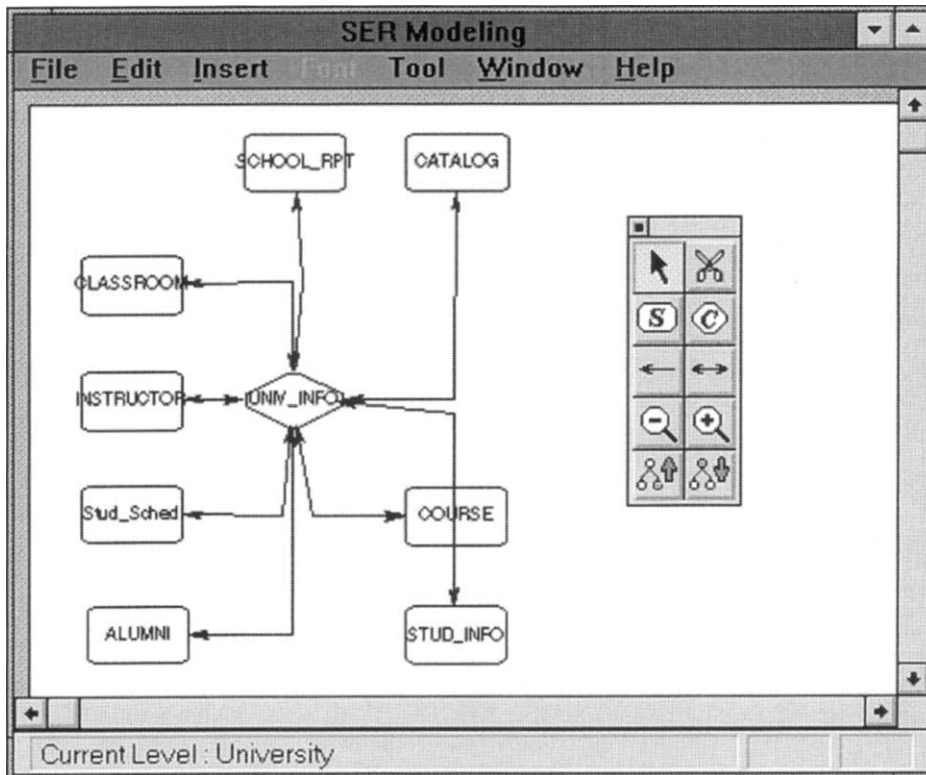 SER Modeling
File Edit Insert Font Tool Window Help
SCHOOL_RPT CATALOG
CLASSROOM
S C
INSTRUCTOR UNIV_INFO
Stud_Sched COURSE
ALUMNI STUD_INFO
Current Level : University